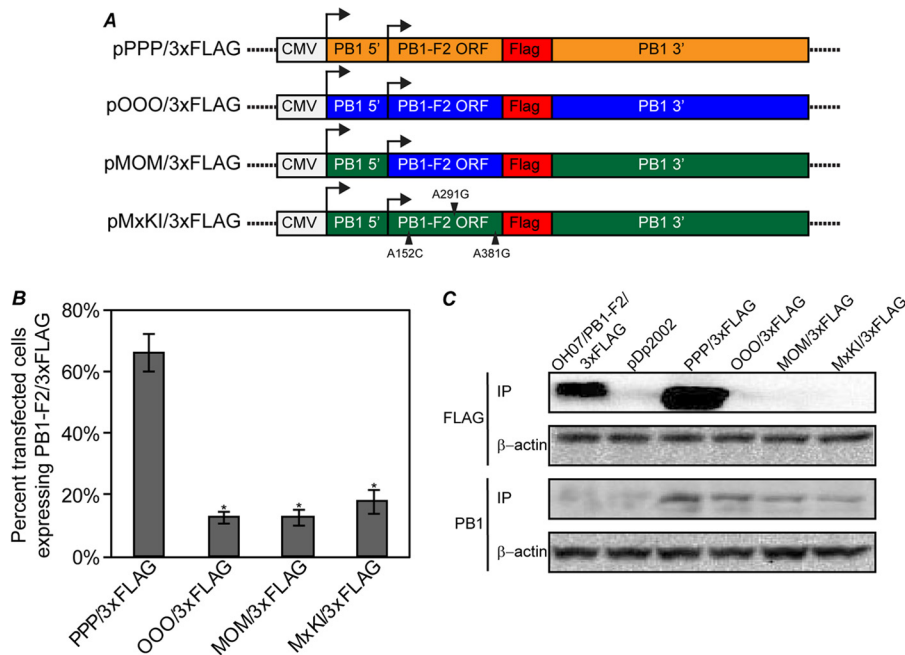 A
pPPP/3xFLAG CMV PB1 5' PB1-F2 ORF Flag PB1 3'
pOOO/3xFLAG CMV PB1 5' PB1-F2 ORF Flag PB1 3'
pMOM/3xFLAG CMV PB1 5' PB1-F2 ORF Flag PB1 3'
A291G
pMxKI/3xFLAG CMV PB1 5' PB1-F2 ORF Flag PB1 3'
A152C A381G
B
Percent transfected cells
expressing PB1-F2/3xFLAG
80%
60%
40%
20%
0%
*
*
*
PPP/3xFLAG
OOO/3xFLAG
MOM/3xFLAG
MxKI/3xFLAG
C
OH07/PB1-F2/
3xFLAG
pDp2002
PPP/3xFLAG
OOO/3xFLAG
MOM/3xFLAG
MxKI/3xFLAG
FLAG
IP
β–actin
PB1
IP
β–actin